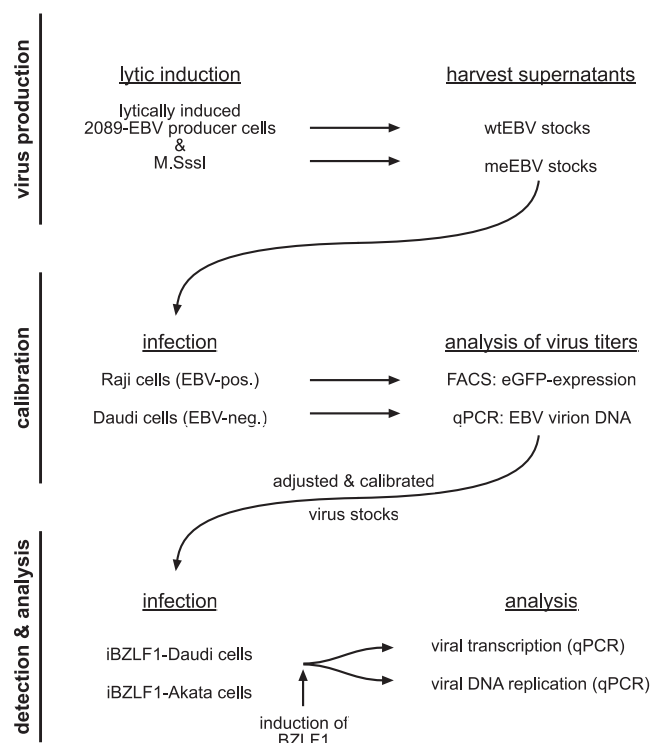 virus production
lytic induction
harvest supernatants
lytically induced
2089-EBV producer cells
&
M.SssI
wtEBV stocks
meEBV stocks
calibration
infection
analysis of virus titers
Raji cells (EBV-pos.)
FACS: eGFP-expression
Daudi cells (EBV-neg.)
qPCR: EBV virion DNA
adjusted & calibrated
virus stocks
detection & analysis
infection
analysis
iBZLF1-Daudi cells
viral transcription (qPCR)
iBZLF1-Akata cells
viral DNA replication (qPCR)
induction of
BZLF1